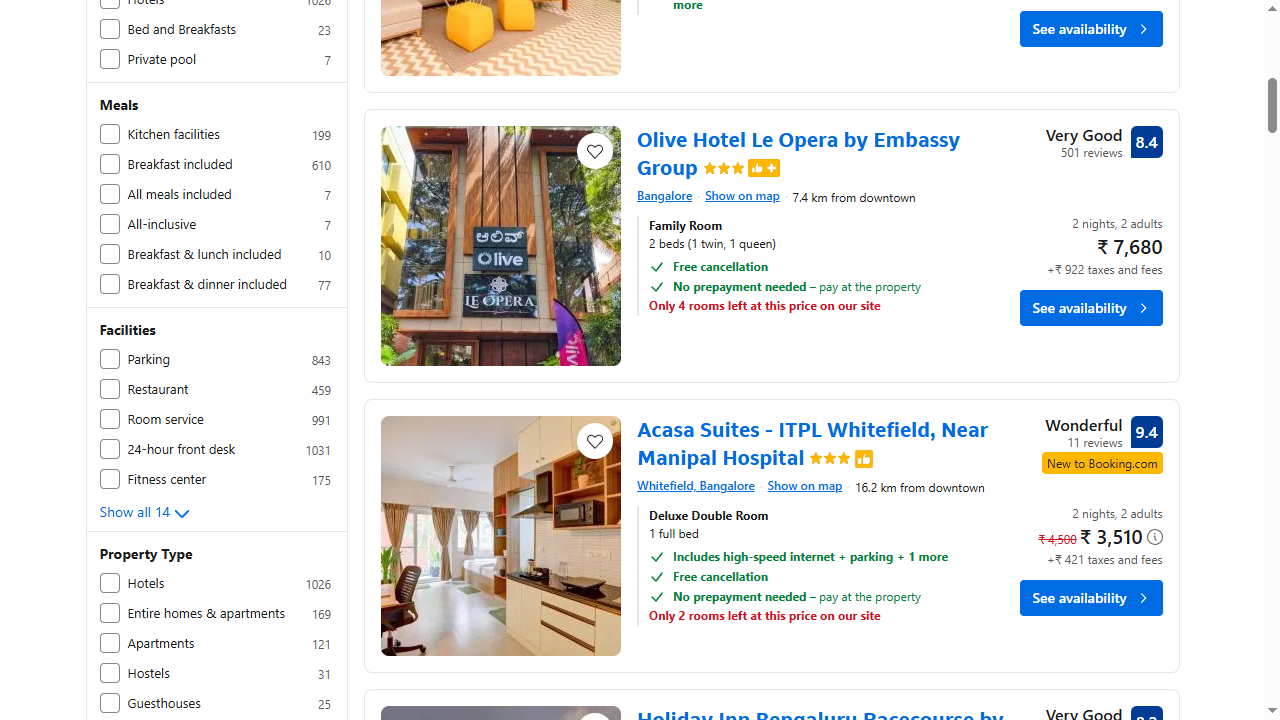 Hotels 1026
Bed and Breakfasts 23
Private pool 7
Meals
Kitchen facilities 199
Breakfast included 610
All meals included 7
All-inclusive 7
Breakfast & lunch included 10
Breakfast & dinner included 77
Facilities
Parking 843
Restaurant 459
Room service 991
24-hour front desk 1031
Fitness center 175
Show all 14
Property Type
Hotels 1026
Entire homes & apartments 169
Apartments 121
Hostels 31
Guesthouses 25
more
See availability
ಆಲಿವ್
Olive
LE OPERA
Olive Hotel Le Opera by Embassy
Group
Very Good 8.4
501 reviews
Bangalore Show on map 7.4 km from downtown
Family Room
2 beds (1 twin, 1 queen)
Free cancellation
No prepayment needed – pay at the property
Only 4 rooms left at this price on our site
2 nights, 2 adults
₹ 7,680
+₹ 922 taxes and fees
See availability
Acasa Suites - ITPL Whitefield, Near
Manipal Hospital
Wonderful 9.4
11 reviews
New to Booking.com
Whitefield, Bangalore Show on map 16.2 km from downtown
Deluxe Double Room
1 full bed
Includes high-speed internet + parking + 1 more
Free cancellation
No prepayment needed – pay at the property
Only 2 rooms left at this price on our site
2 nights, 2 adults
₹ 4,500 ₹ 3,510
+₹ 421 taxes and fees
See availability
Holiday Inn Bengaluru Racecourse by
Very Good